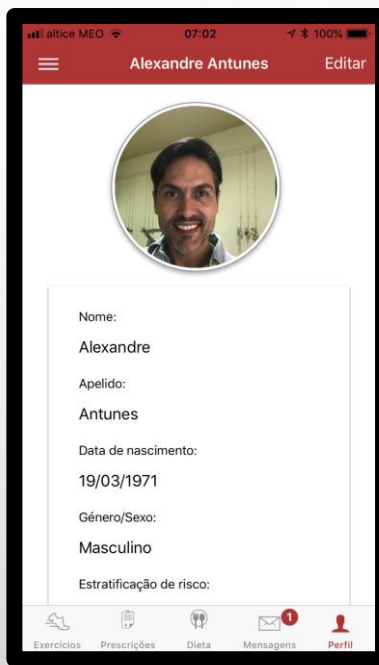 altice MEO 07:02 100%
Alexandre Antunes Editar
Nome:
Alexandre
Apelido:
Antunes
Data de nascimento:
19/03/1971
Género/Sexo:
Masculino
Estratificação de risco:
1
Exercícios Prescrições Dieta Mensagens Perfil